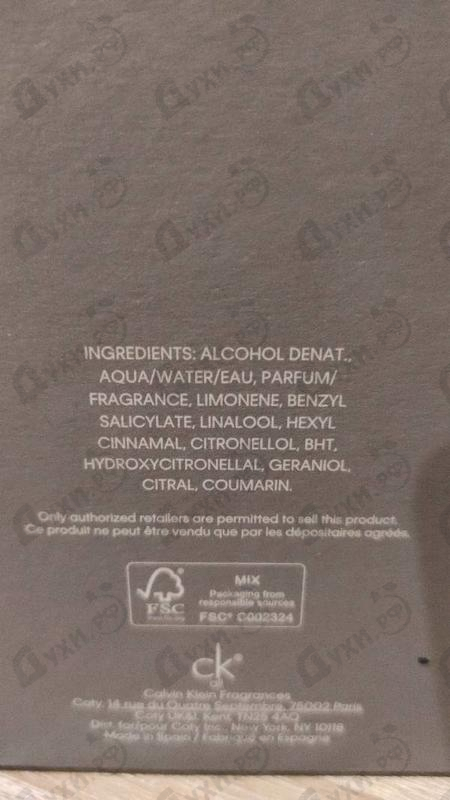 INGREDIENTS: ALCOHOL DENAT.,
AQUA/WATER/EAU, PARFUM/
FRAGRANCE, LIMONENE, BENZYL
SALICYLATE, LINALOOL, HEXYL
CINNAMAL, CITRONELLOL, BHT,
HYDROXYCITRONELLAL, GERANIOL,
CITRAL, COUMARIN.
Only authorized retailers are permitted to sell this product.
Ce produit ne peut être vendu que par les dépositaires agréés.
FSC
MIX
Packaging from
responsible sources
FSC® C002324
ck
all
Calvin Klein Fragrances
Coty, 14 rue du Quatre Septembre, 75002 Paris
Coty UK&I, Kent, TN25 4AQ
Dist. for/pour Coty Inc., New York, NY 10118
Made in Spain / Fabriqué en Espagne
Духи.рф